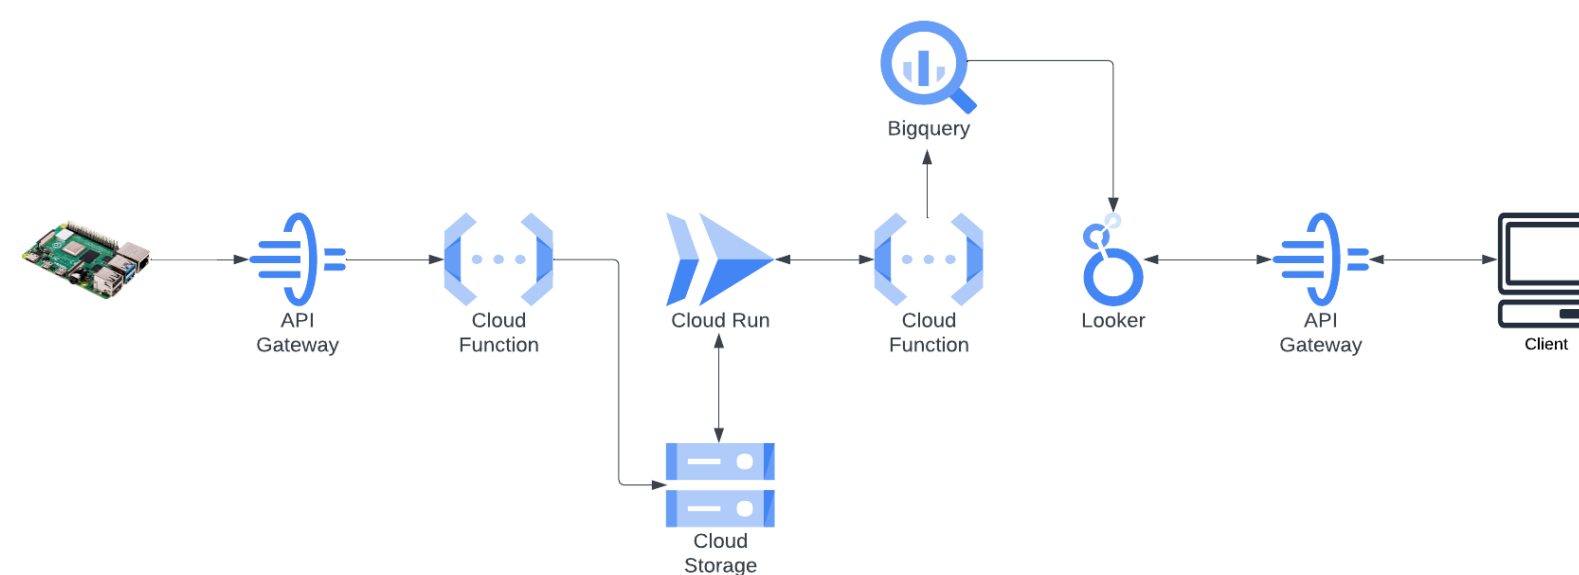 Bigquery
API
Gateway
Cloud
Function
Cloud Run
Cloud
Function
Looker
API
Gateway
Client
Cloud
Storage